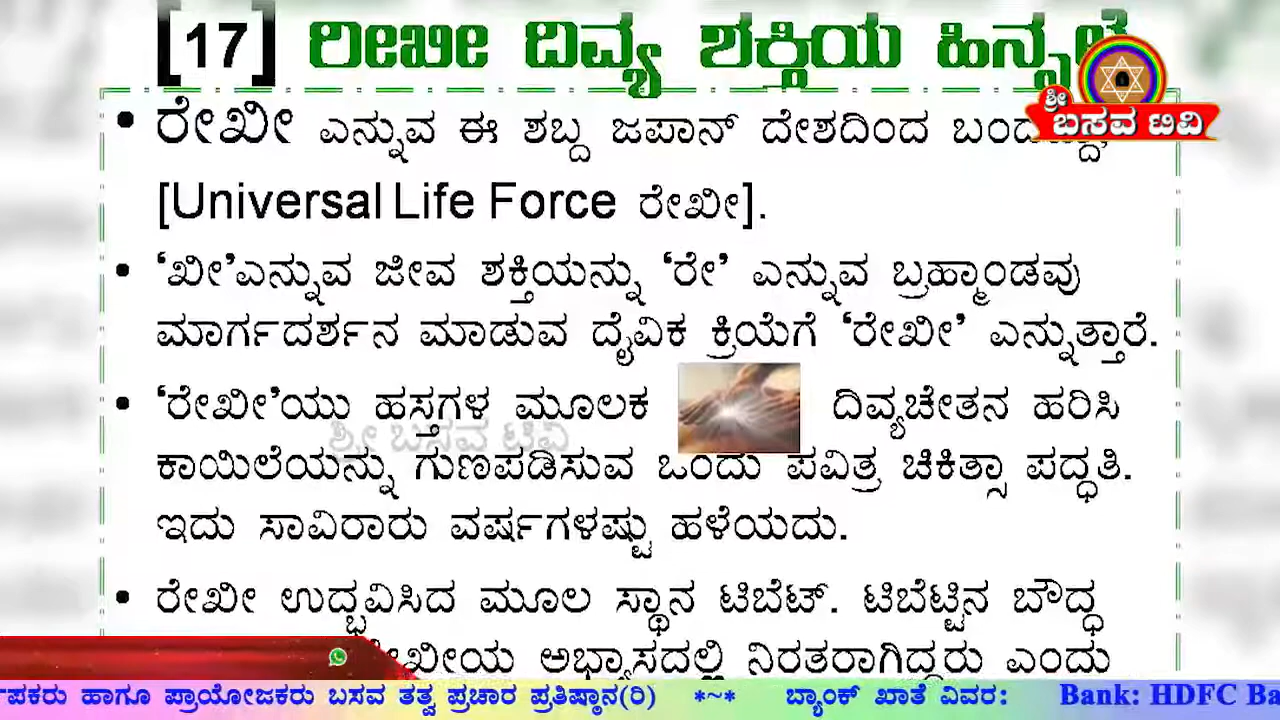 [17] ರೀಖೀ ದಿವ್ಯ ಶಕ್ತಿಯ
ಶ್ರೀ
ಬಸವ ಟಿವಿ
• ರೇಖೀ ಎನ್ನುವ ಈ ಶಬ್ದ ಜಪಾನ್ ದೇಶದಿಂದ
[Universal Life Force ರೇಖೀ].
• ‘ಖೀ’ಎನ್ನುವ ಜೀವ ಶಕ್ತಿಯನ್ನು ‘ರೇ’ ಎನ್ನುವ ಬ್ರಹ್ಮಾಂಡವು
ಮಾರ್ಗದರ್ಶನ ಮಾಡುವ ದೈವಿಕ ಕ್ರಿಯೆಗೆ ‘ರೇಖೀ’ ಎನ್ನುತ್ತಾರೆ.
• ‘ರೇಖೀ’ಯು ಹಸ್ತಗಳ ಮೂಲಕ ದಿವ್ಯಚೇತನ ಹರಿಸಿ
ಶ್ರೀ ಬಸವ ಟಿವಿ
ಕಾಯಿಲೆಯನ್ನು ಗುಣಪಡಿಸುವ ಒಂದು ಪವಿತ್ರ ಚಿಕಿತ್ಸಾ ಪದ್ಧತಿ.
ಇದು ಸಾವಿರಾರು ವರ್ಷಗಳಷ್ಟು ಹಳೆಯದು.
• ರೇಖೀ ಉದ್ಭವಿಸಿದ ಮೂಲ ಸ್ಥಾನ ಟಿಬೆಟ್. ಟಿಬೆಟ್ಟಿನ ಬೌದ್ಧ
ಅಭ್ಯಾಸದಲ್ಲಿ ನಿರತರಾಗಿದ್ದರು ಎಂದು
ಹಾಗೂ ಪ್ರಾಯೋಜಕರು ಬಸವ ತತ್ವ ಪ್ರಚಾರ ಪ್ರತಿಷ್ಠಾನ(ರಿ) *~* ಬ್ಯಾಂಕ್ ಖಾತೆ ವಿವರ: Bank: HDFC